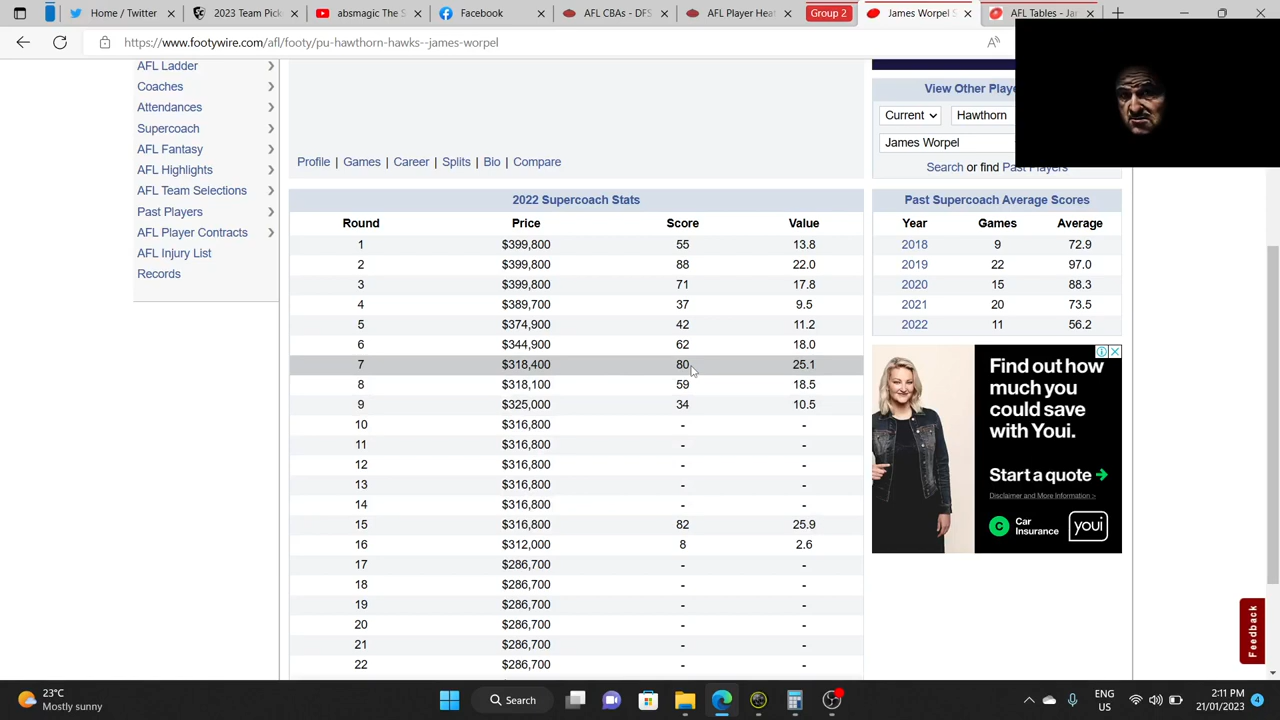 Home / Twitter
SC Team Pick
YouTube
Facebook
AFL - DFS
Price Heat
Group 2
James Worpel S
AFL Tables - Ja
https://www.footywire.com/afl/footy/pu-hawthorn-hawks--james-worpel
AFL Ladder
Coaches
Attendances
Supercoach
AFL Fantasy
AFL Highlights
AFL Team Selections
Past Players
AFL Player Contracts
AFL Injury List
Records
Profile | Games | Career | Splits | Bio | Compare
2022 Supercoach Stats
Round Price Score Value
1 $399,800 55 13.8
2 $399,800 88 22.0
3 $399,800 71 17.8
4 $389,700 37 9.5
5 $374,900 42 11.2
6 $344,900 62 18.0
7 $318,400 80 25.1
8 $318,100 59 18.5
9 $325,000 34 10.5
10 $316,800 - -
11 $316,800 - -
12 $316,800 - -
13 $316,800 - -
14 $316,800 - -
15 $316,800 82 25.9
16 $312,000 8 2.6
17 $286,700 - -
18 $286,700 - -
19 $286,700 - -
20 $286,700 - -
21 $286,700 - -
22 $286,700 - -
View Other Playe
Current Hawthorn
James Worpel
Search or find Past Players
Past Supercoach Average Scores
Year Games Average
2018 9 72.9
2019 22 97.0
2020 15 88.3
2021 20 73.5
2022 11 56.2
Find out how
much you
could save
with Youi.
Start a quote
Disclaimer and More Information >
C Car
Insurance
youi
Feedback
23°C
Mostly sunny
Search
ENG
US
2:11 PM
21/01/2023
4